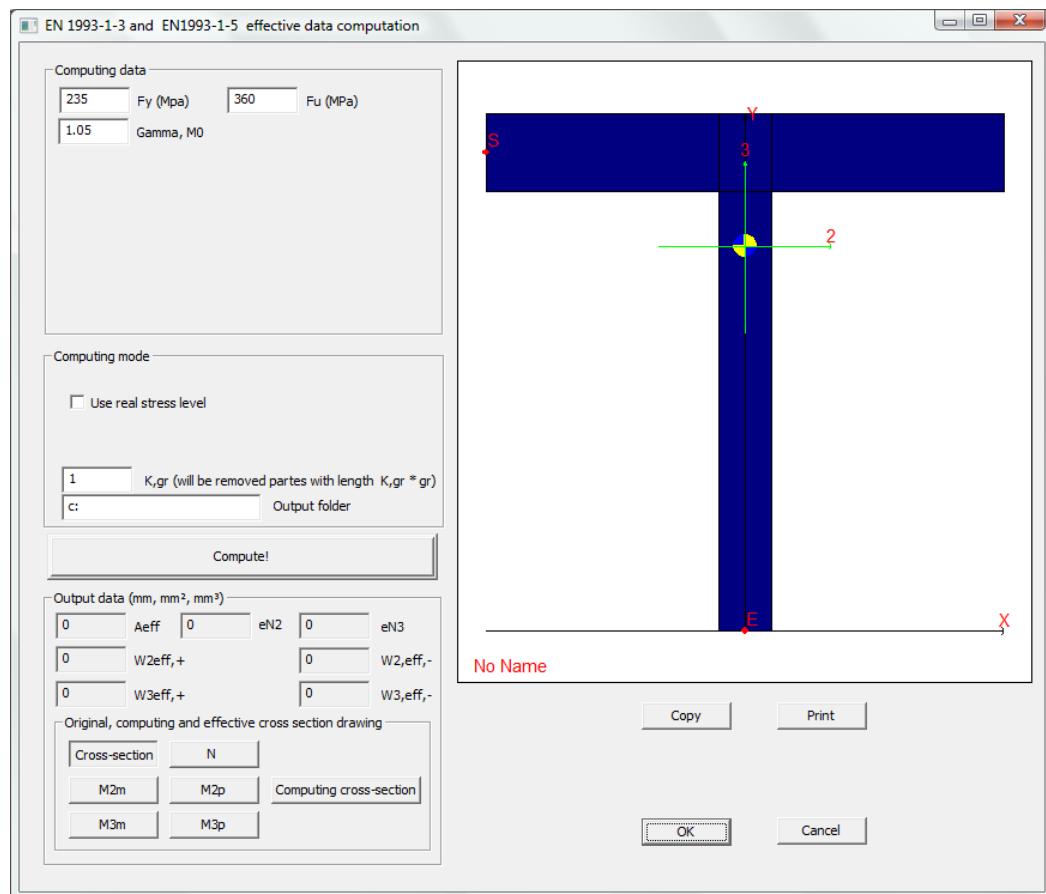 EN 1993-1-3 and EN1993-1-5 effective data computation
Computing data
235 Fy (Mpa) 360 Fu (MPa)
1.05 Gamma, M0
Computing mode
Use real stress level
1 K,gr (will be removed partes with length K,gr * gr)
c: Output folder
Compute!
Output data (mm, mm², mm³)
0 Aeff 0 eN2 0 eN3
0 W2eff,+ 0 W2,eff,-
0 W3eff,+ 0 W3,eff,-
Original, computing and effective cross section drawing
Cross-section N
M2m M2p Computing cross-section
M3m M3p
Y
S
3
2
E
X
No Name
Copy Print
OK Cancel